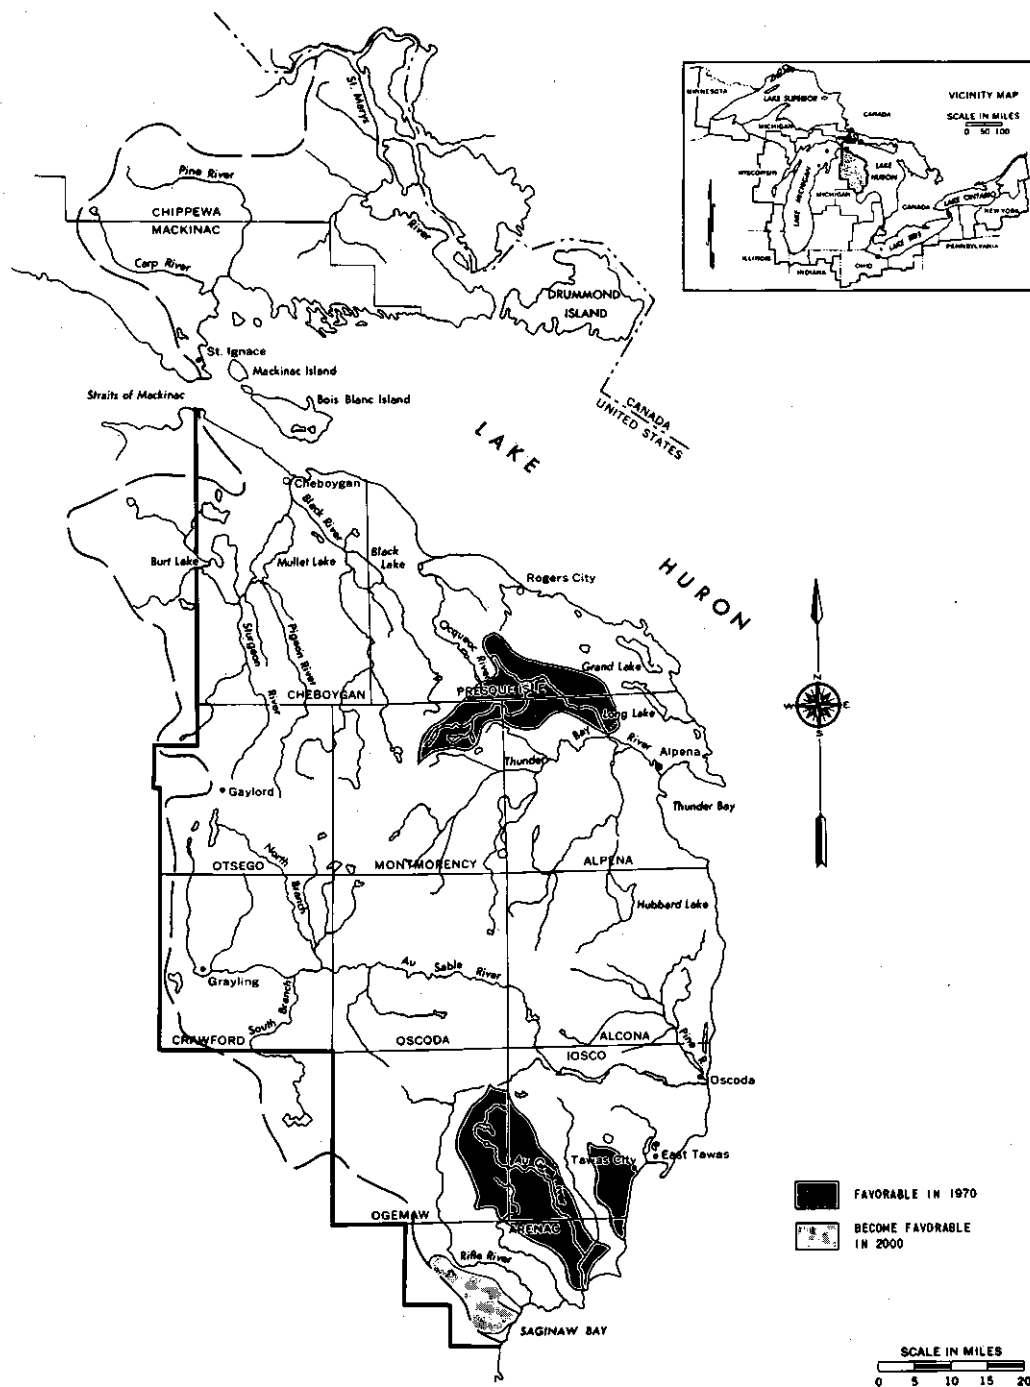 St. Marys
River
Pine River
CHIPPEWA
MACKINAC
Carp River
DRUMMOND
ISLAND
St. Ignace
Mackinac Island
Straits of Mackinac
Bois Blanc Island
CANADA
UNITED STATES
LAKE
HURON
VICINITY MAP
SCALE IN MILES
0 50 100
MINNESOTA
LAKE SUPERIOR
CANADA
MICHIGAN
WISCONSIN
LAKE MICHIGAN
MICHIGAN
LAKE
HURON
CANADA
LAKE ONTARIO
NEW YORK
LAKE ERIE
PENNSYLVANIA
ILLINOIS
INDIANA
OHIO
Cheboygan
Black River
Burt Lake
Mullet Lake
Black
Lake
Rogers City
Ocqueoc River
Sturgeon
River
Pigeon River
Grand Lake
CHEBOYGAN
PRESQUE ISLE
Long Lake
Thunder
Bay
River
Alpena
Thunder Bay
Gaylord
N
W
E
S
OTSEGO
MONTMORENCY
ALPENA
North
Branch
Hubbard Lake
Grayling
Au
Sable
River
South
Branch
CRAWFORD
OSCODA
ALCONA
IOSCO
Pine R
Oscoda
Au
Tawas City
East Tawas
OGEMAW
ARENAC
Rifle River
SAGINAW BAY
FAVORABLE IN 1970
BECOME FAVORABLE
IN 2000
SCALE IN MILES
0 5 10 15 20